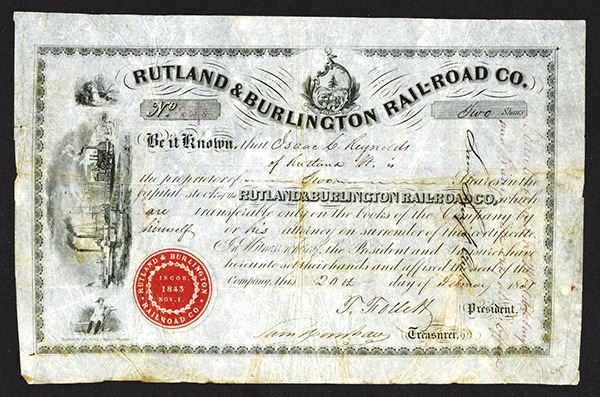 RUTLAND & BURLINGTON RAIL-ROAD CO.
No
Two Shares
Be it Known, that Isaac C Reynolds
of Rutland Vt. is
the proprietor of Two Shares in the
Capital stock of the RUTLAND & BURLINGTON RAILROAD CO, which
are transferable only on the books of the Company by
himself or his attorney on surrender of this certificate.
In Witness whereof the President and Treasurer have
hereunto set their hands and affixed the seal of the
Company, this 20th day of February 185
T. Follett
(President.
Treasurer.)
RUTLAND & BURLINGTON
INCOR.
1843
NOV. 1.
RAILROAD CO.